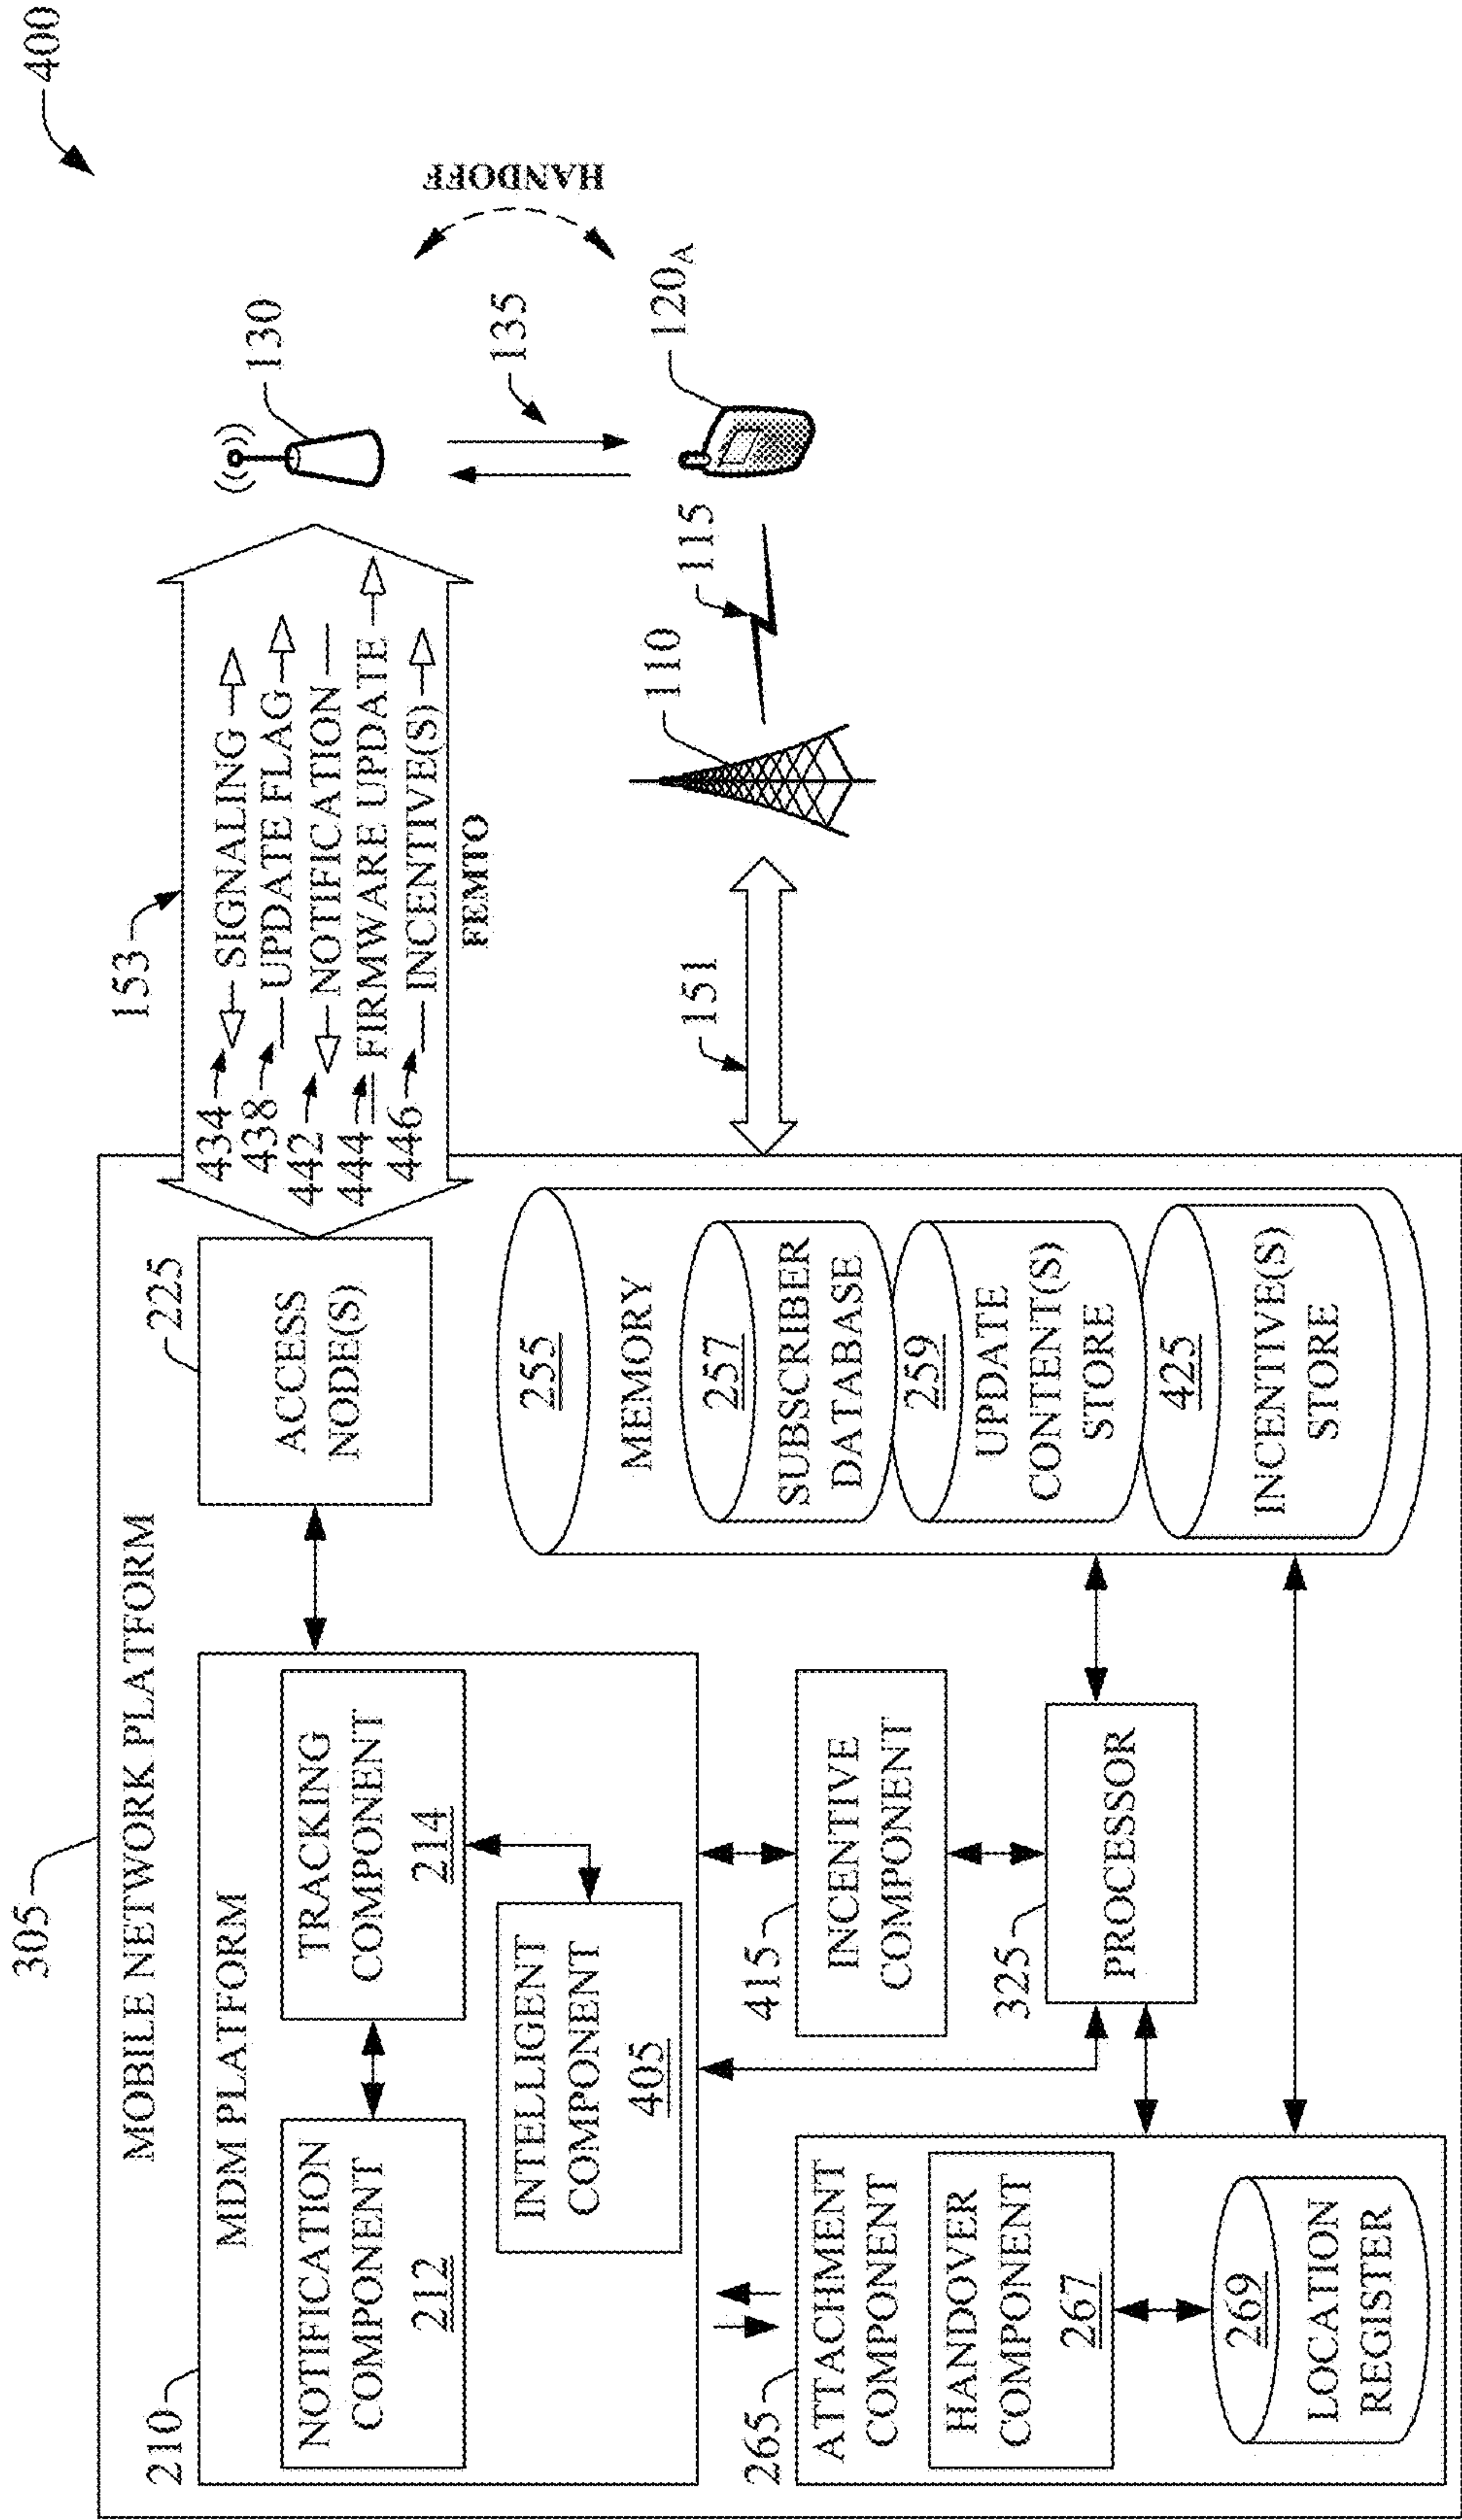 400
305
MOBILE NETWORK PLATFORM
210
MDM PLATFORM
NOTIFICATION
COMPONENT
212
TRACKING
COMPONENT
214
INTELLIGENT
COMPONENT
405
225
ACCESS
NODE(S)
153
434
SIGNALING
438
UPDATE FLAG
442
NOTIFICATION
444
FIRMWARE UPDATE
446
INCENTIVE(S)
FEMTO
130
HANDOFF
135
120A
115
110
151
265
ATTACHMENT
COMPONENT
HANDOVER
COMPONENT
267
269
LOCATION
REGISTER
415
INCENTIVE
COMPONENT
325
PROCESSOR
255
MEMORY
257
SUBSCRIBER
DATABASE
259
UPDATE
CONTENT(S)
STORE
425
INCENTIVE(S)
STORE